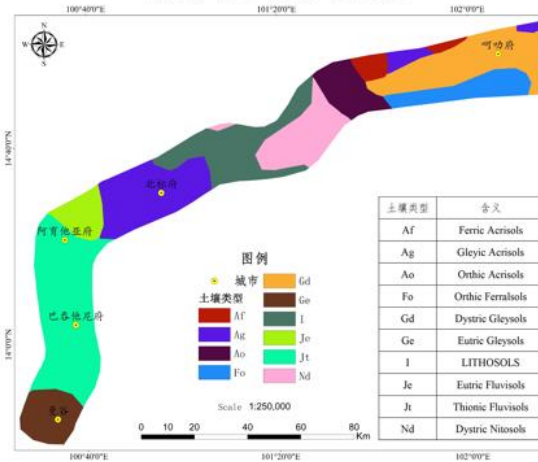 100°40'0"E 101°20'0"E 102°0'0"E
N
W E
S
呵叻府
14°40'0"N
北标府
阿育他亚府
巴吞他尼府
14°0'0"N
曼谷
图例
城市
土壤类型
Af
Ag
Ao
Fo
Gd
Ge
I
Je
Jt
Nd
Scale 1:250,000
0 10 20 40 60 80
Km
土壤类型 含义
Af Ferric Acrisols
Ag Gleyic Acrisols
Ao Orthic Acrisols
Fo Orthic Ferralsols
Gd Dystric Gleysols
Ge Eutric Gleysols
I LITHOSOLS
Je Eutric Fluvisols
Jt Thionic Fluvisols
Nd Dystric Nitosols
100°40'0"E 101°20'0"E 102°0'0"E